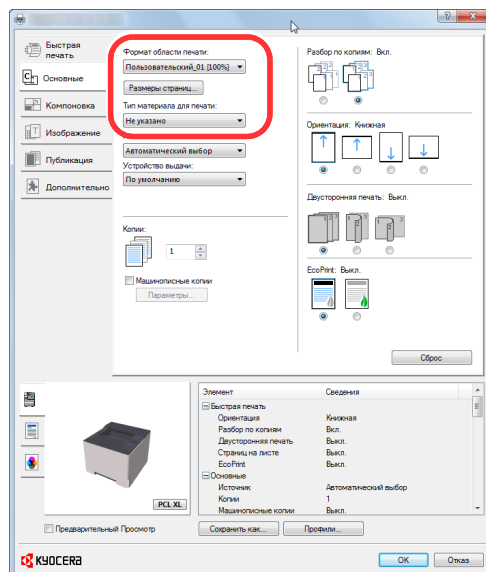 Быстрая
печать
Основные
Компоновка
Изображение
Публикация
Дополнительно
Формат области печати:
Пользовательский_01 [100%]
Размеры страниц...
Тип материала для печати:
Не указано
Автоматический выбор
Устройство выдачи:
По умолчанию
Копии:
1
Машинописные копии
Параметры...
Разбор по копиям: Вкл.
Ориентация: Книжная
Двусторонняя печать: Выкл.
EcoPrint: Выкл.
Сброс
PCL XL
Предварительный Просмотр
Элемент Сведения
Быстрая печать
Ориентация Книжная
Разбор по копиям Вкл.
Двусторонняя печать Выкл.
Страниц на листе Выкл.
EcoPrint Выкл.
Основные
Источник Автоматический выбор
Копии 1
Машинописные копии Выкл.
Сохранить как... Профили...
KYOCERA
OK Отказ